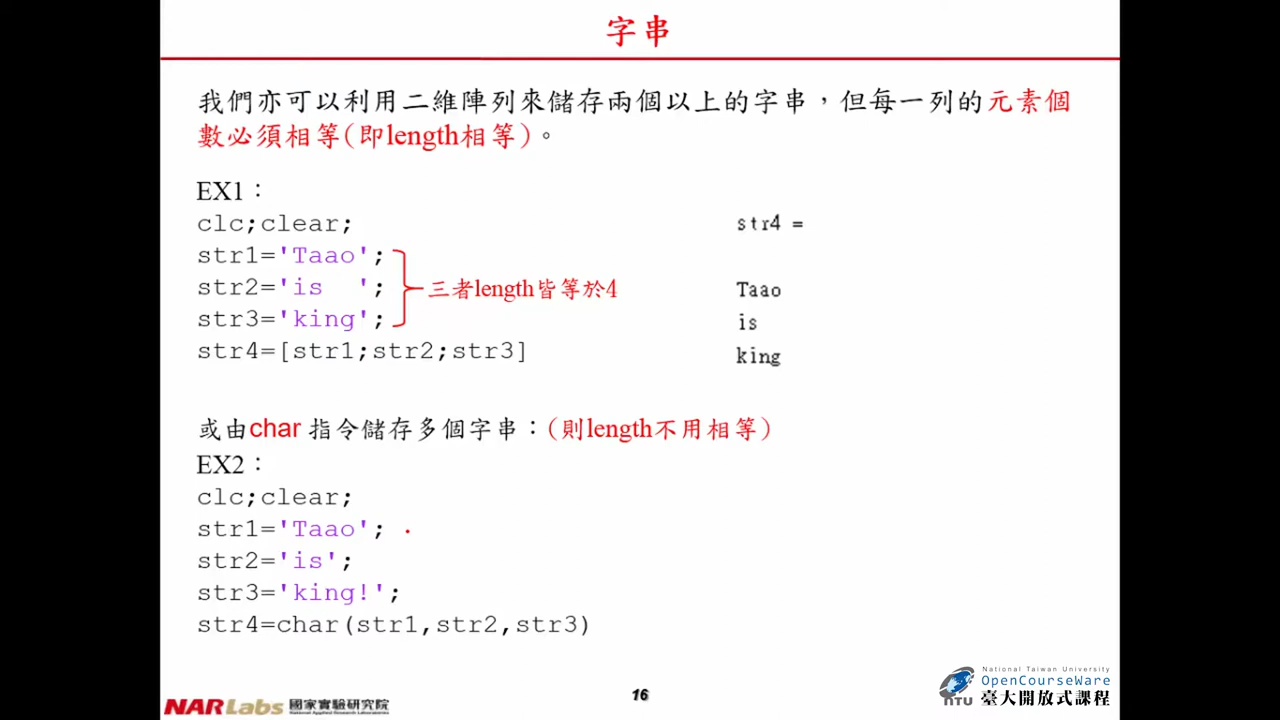 字串
我們亦可以利用二維陣列來儲存兩個以上的字串，但每一列的元素個
數必須相等(即length相等)。
EX1：
clc;clear;
str1='Taao';
str2='is  ';
str3='king';
str4=[str1;str2;str3]
三者length皆等於4
str4 =
Taao
is
king
或由char 指令儲存多個字串：(則length不用相等)
EX2：
clc;clear;
str1='Taao';
str2='is';
str3='king!';
str4=char(str1,str2,str3)
NARLabs 國家實驗研究院
National Applied Research Laboratories
16
NTU
National Taiwan University
OpenCourseWare
臺大開放式課程